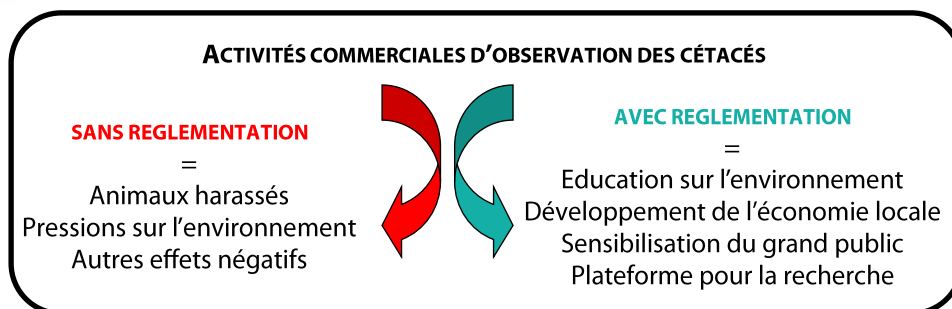 ACTIVITÉS COMMERCIALES D'OBSERVATION DES CÉTACÉS
SANS REGLEMENTATION
=
Animaux harassés
Pressions sur l'environnement
Autres effets négatifs
AVEC REGLEMENTATION
=
Education sur l'environnement
Développement de l'économie locale
Sensibilisation du grand public
Plateforme pour la recherche